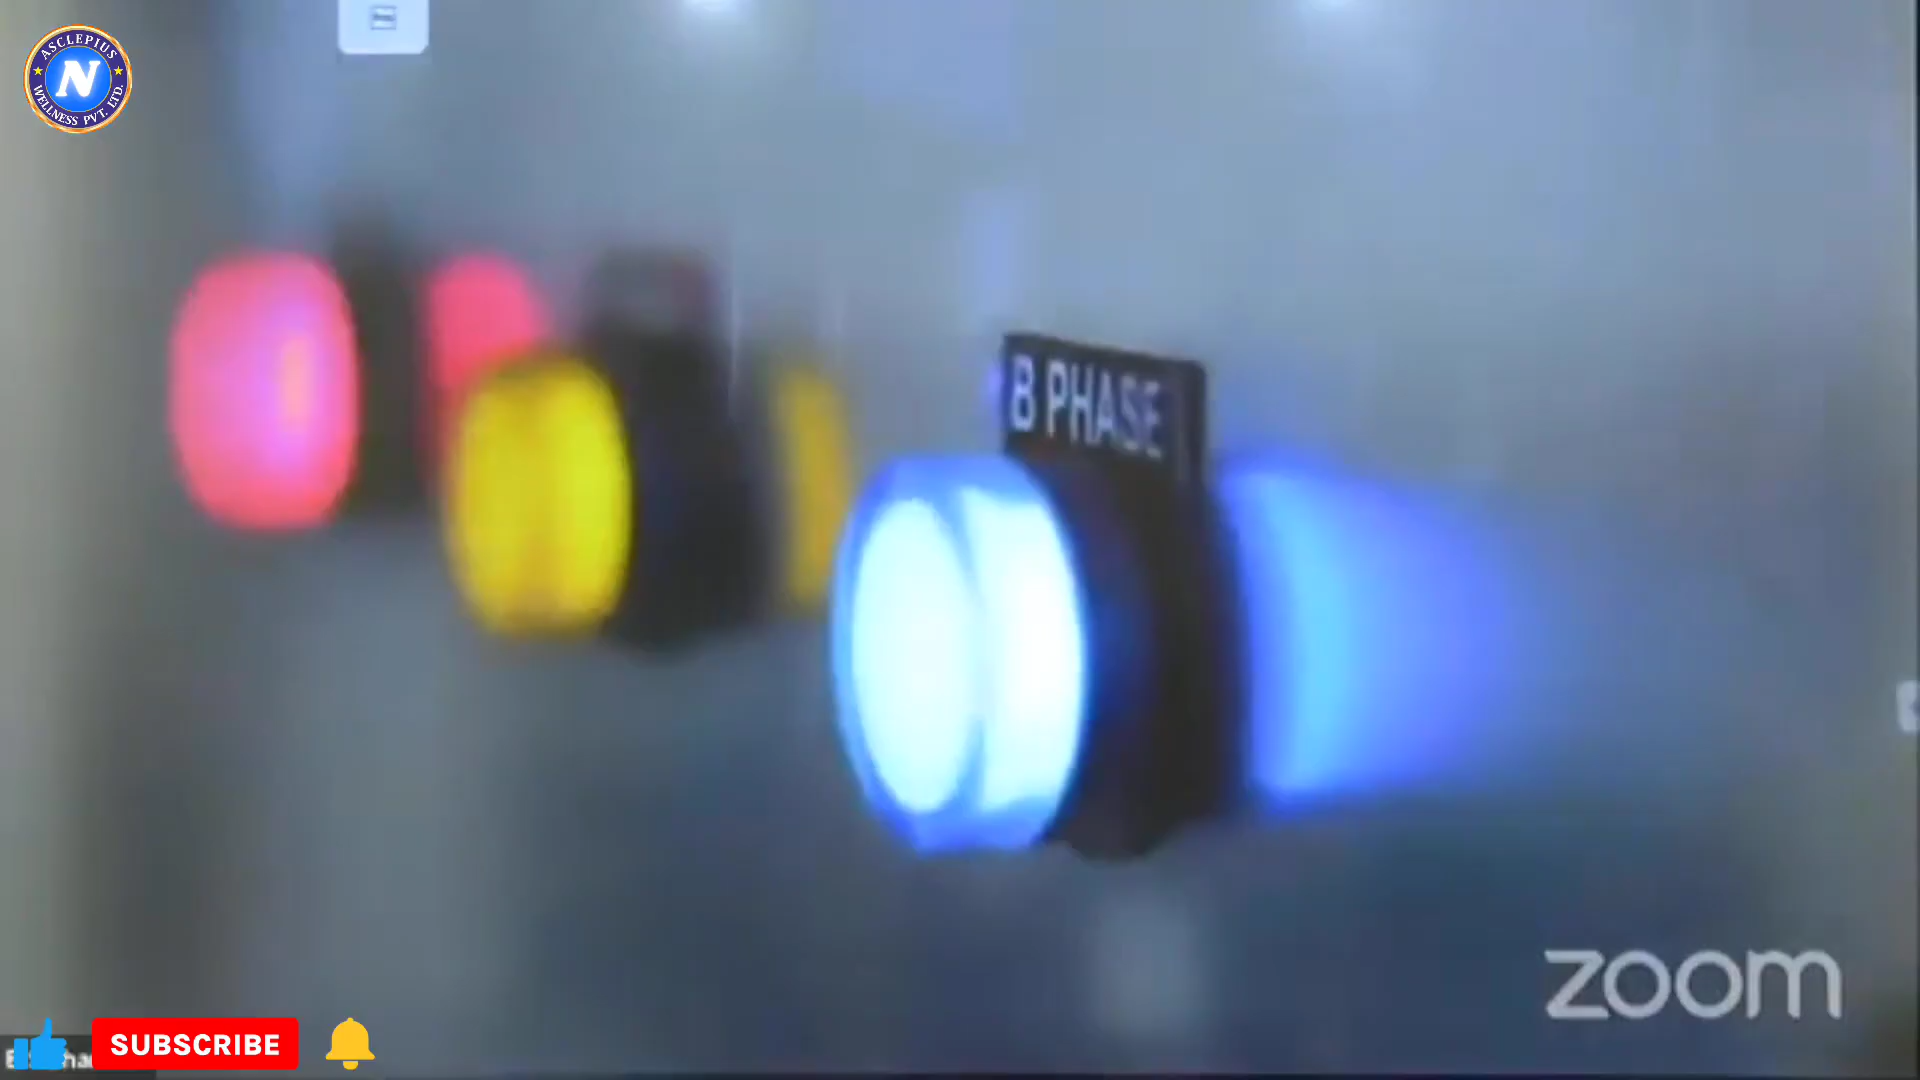 ASCLEPIUS
N
WELLNESS PVT. LTD.
B PHASE
zoom
SUBSCRIBE